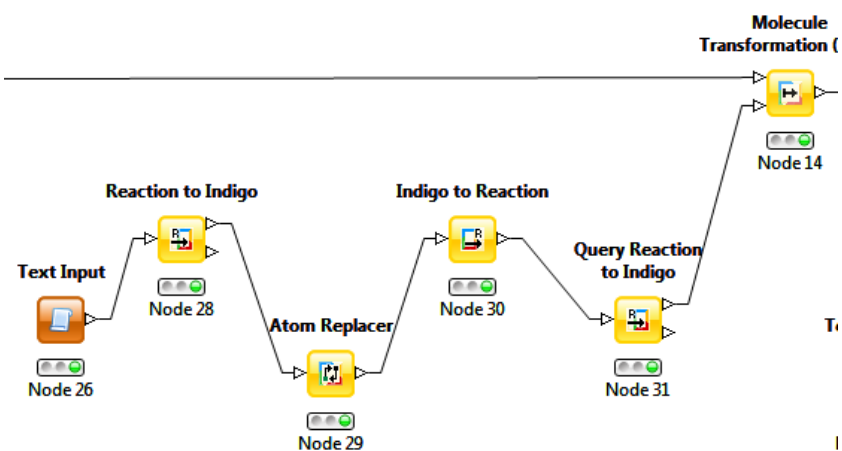 Molecule
Transformation (
Node 14
Reaction to Indigo
Node 28
Indigo to Reaction
Node 30
Query Reaction
to Indigo
Node 31
Text Input
Node 26
Atom Replacer
Node 29
R
R
R